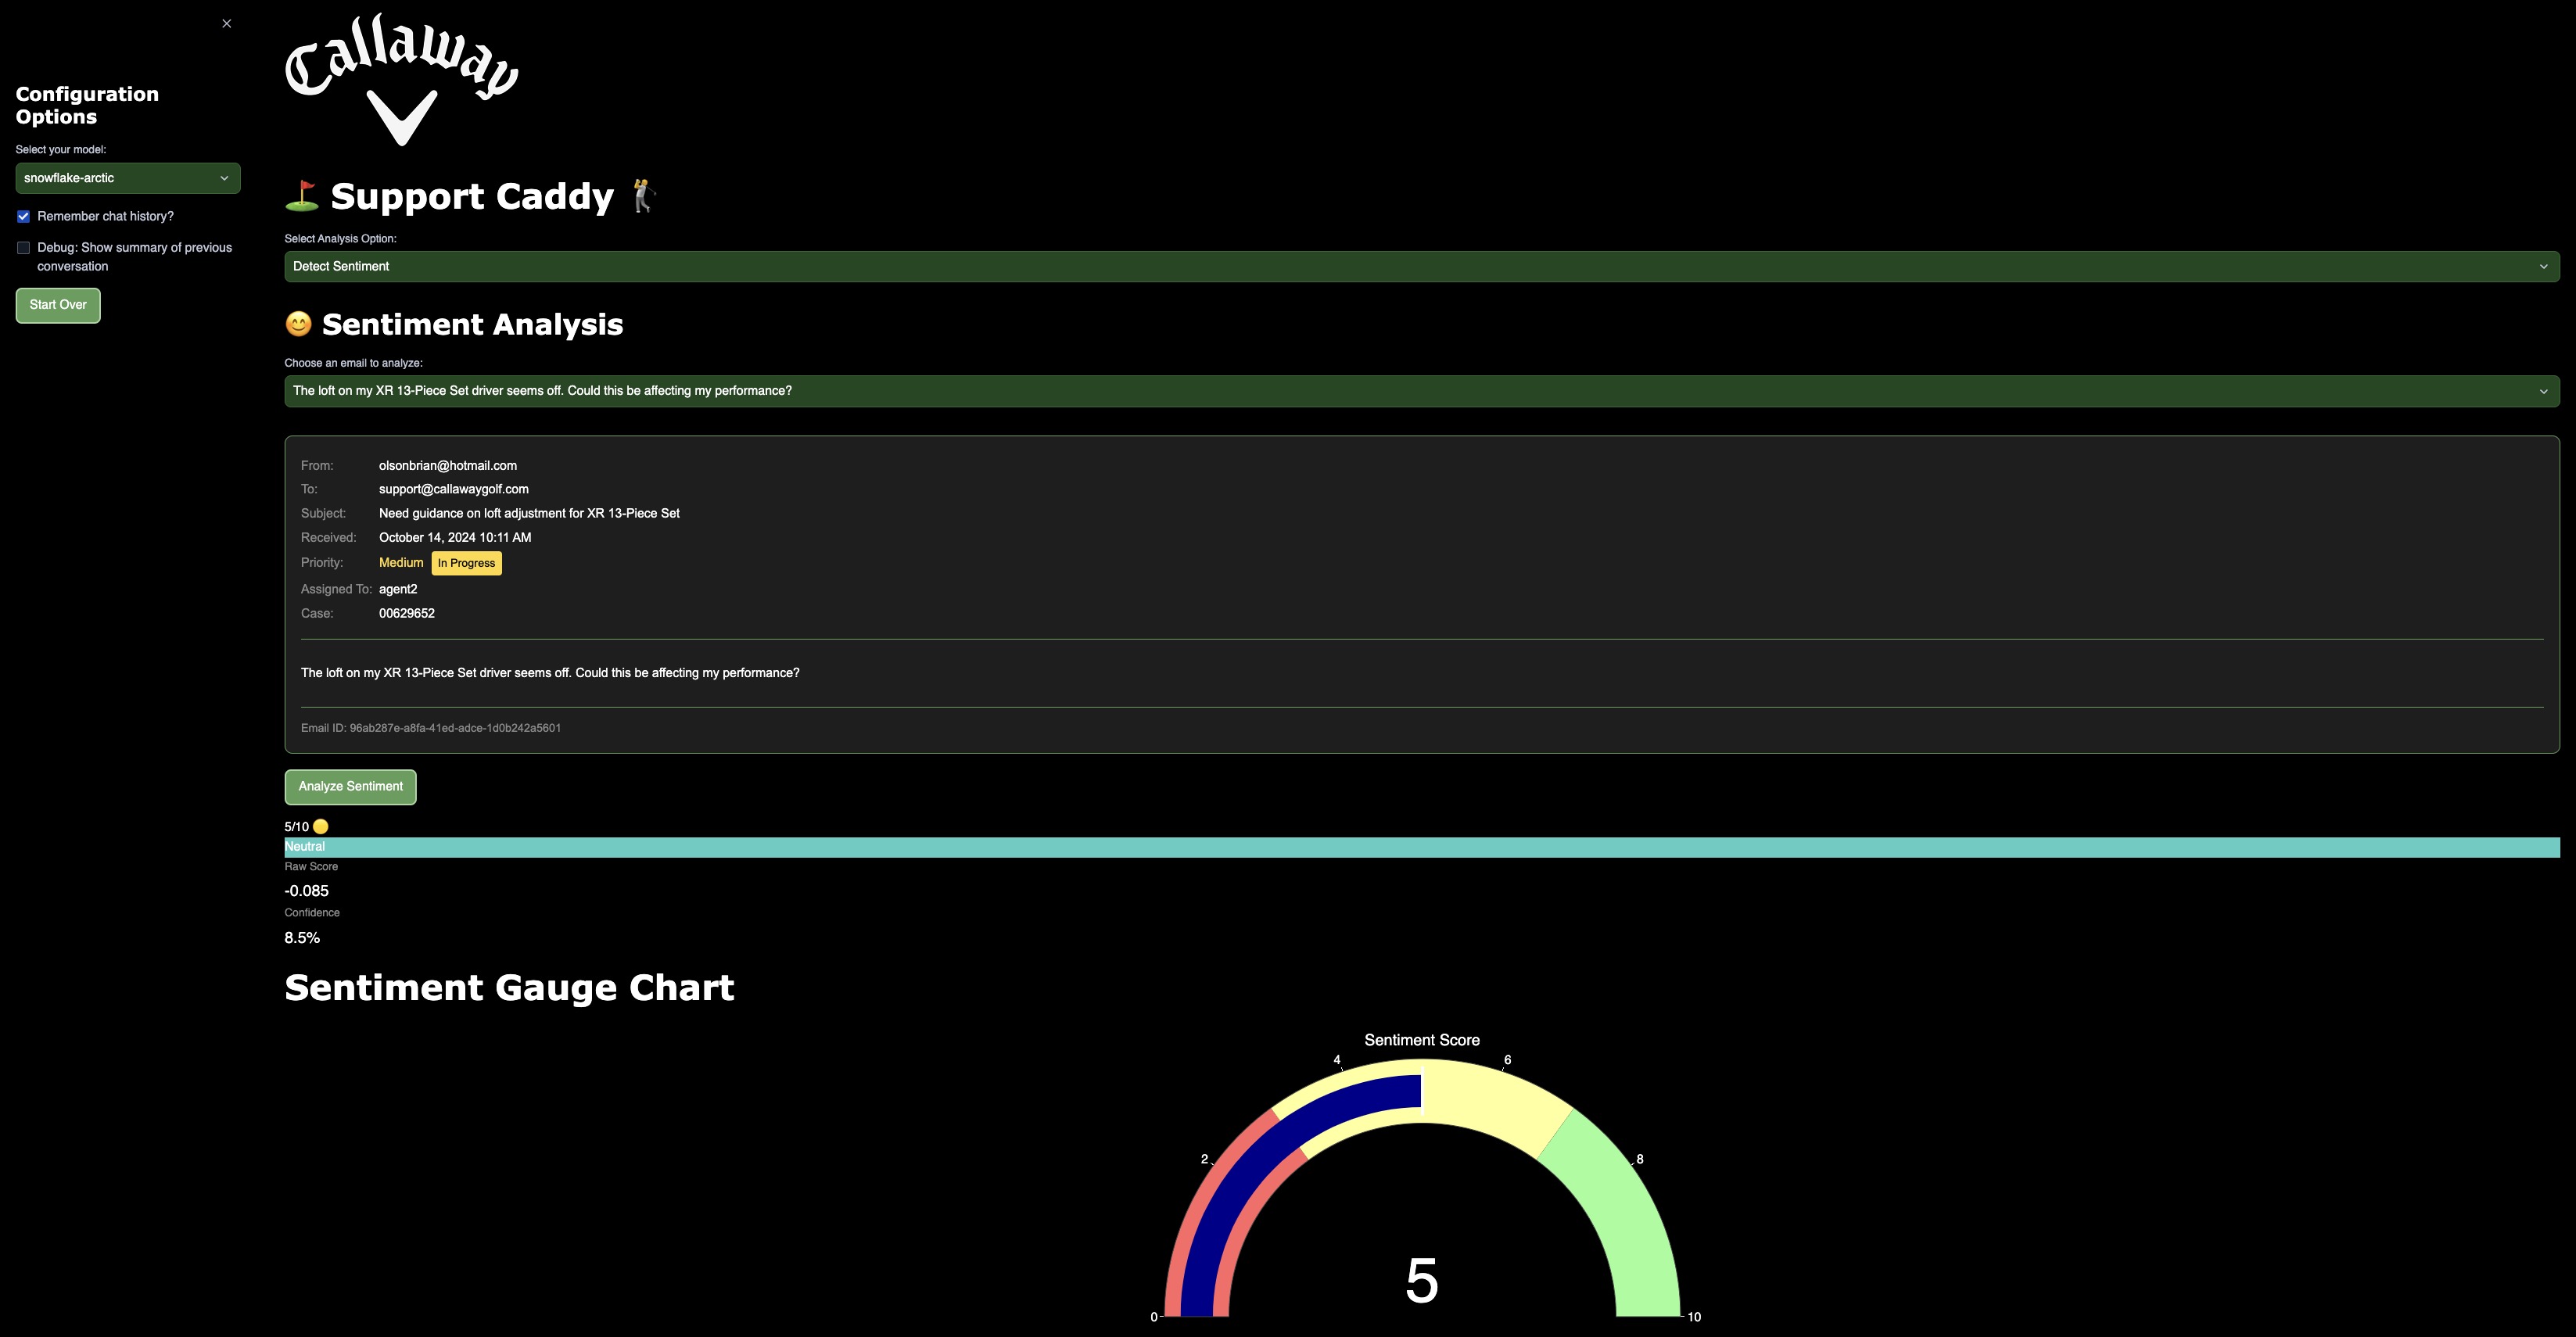 Configuration
Options
Select your model:
snowflake-arctic
Remember chat history?
Debug: Show summary of previous
conversation
Start Over
Callaway
Support Caddy
Select Analysis Option:
Detect Sentiment
Sentiment Analysis
Choose an email to analyze:
The loft on my XR 13-Piece Set driver seems off. Could this be affecting my performance?
From: olsonbrian@hotmail.com
To: support@callawaygolf.com
Subject: Need guidance on loft adjustment for XR 13-Piece Set
Received: October 14, 2024 10:11 AM
Priority: Medium In Progress
Assigned To: agent2
Case: 00629652
The loft on my XR 13-Piece Set driver seems off. Could this be affecting my performance?
Email ID: 96ab287e-a8fa-41ed-adce-1d0b242a5601
Analyze Sentiment
5/10
Neutral
Raw Score
-0.085
Confidence
8.5%
Sentiment Gauge Chart
Sentiment Score
4 6
2 8
5
0 10